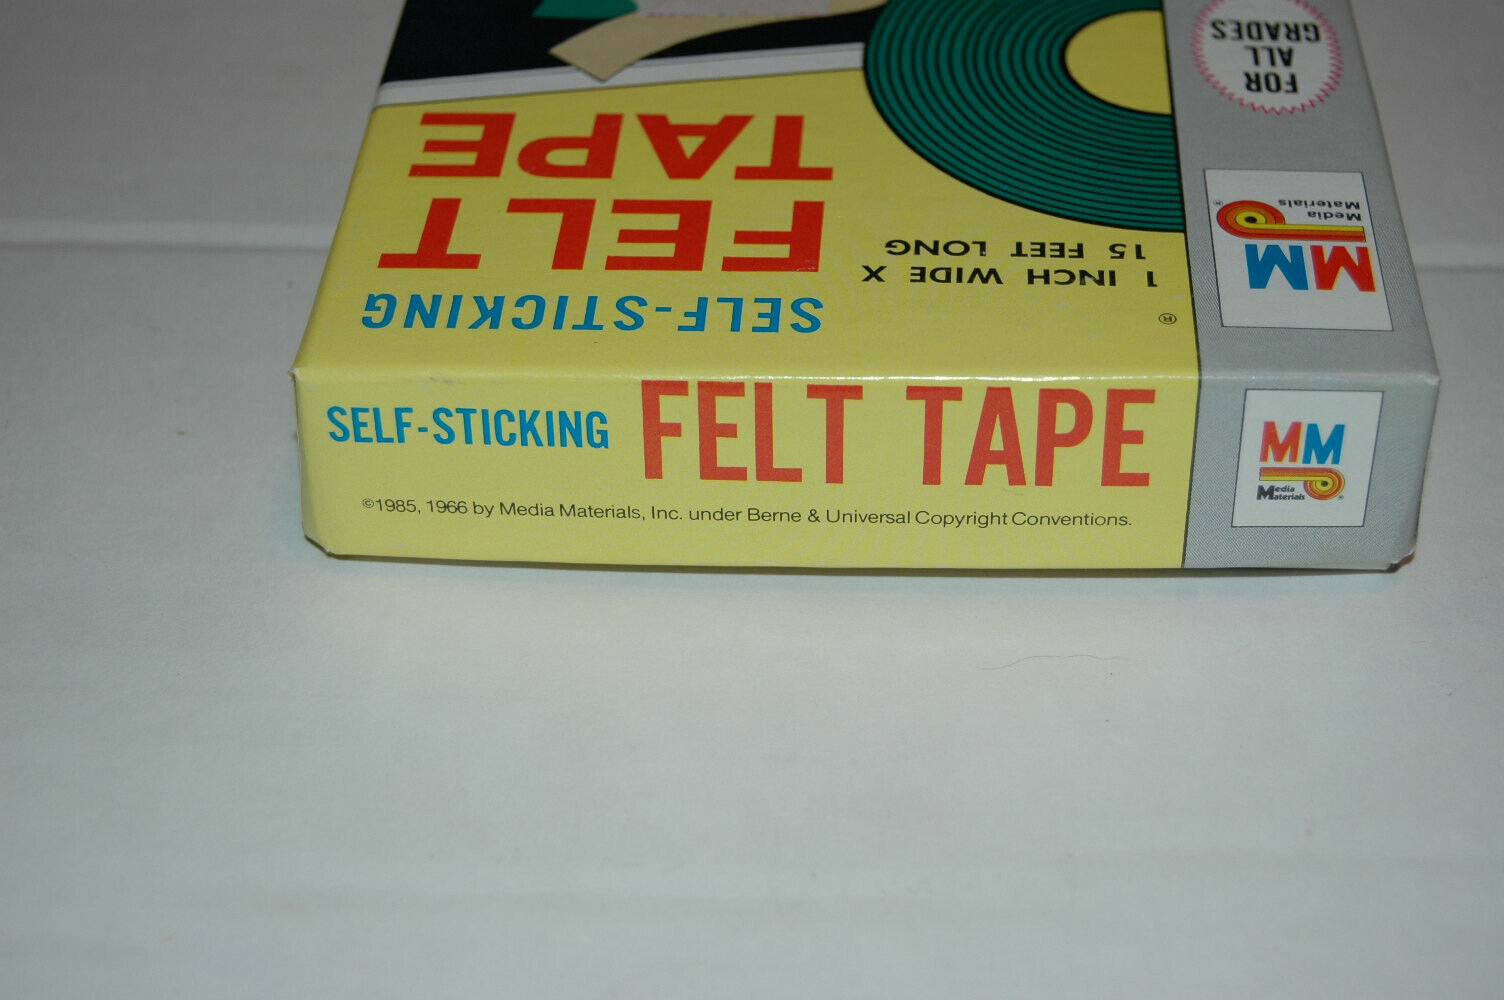 FOR
ALL
GRADES
MM
Media
Materials
®
SELF-STICKING
FELT
TAPE
1 INCH WIDE X
15 FEET LONG
®
SELF-STICKING FELT TAPE
©1985, 1966 by Media Materials, Inc. under Berne & Universal Copyright Conventions.
MM
Media
Materials
®